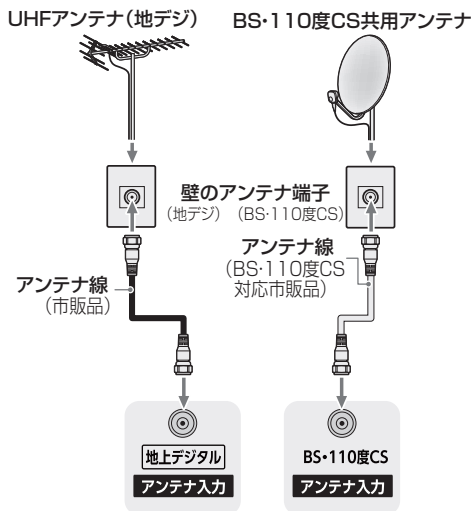 UHFアンテナ(地デジ)
BS・110度CS共用アンテナ
壁のアンテナ端子
(地デジ) (BS・110度CS)
アンテナ線
(市販品)
アンテナ線
(BS・110度CS
対応市販品)
地上デジタル
アンテナ入力
BS・110度CS
アンテナ入力